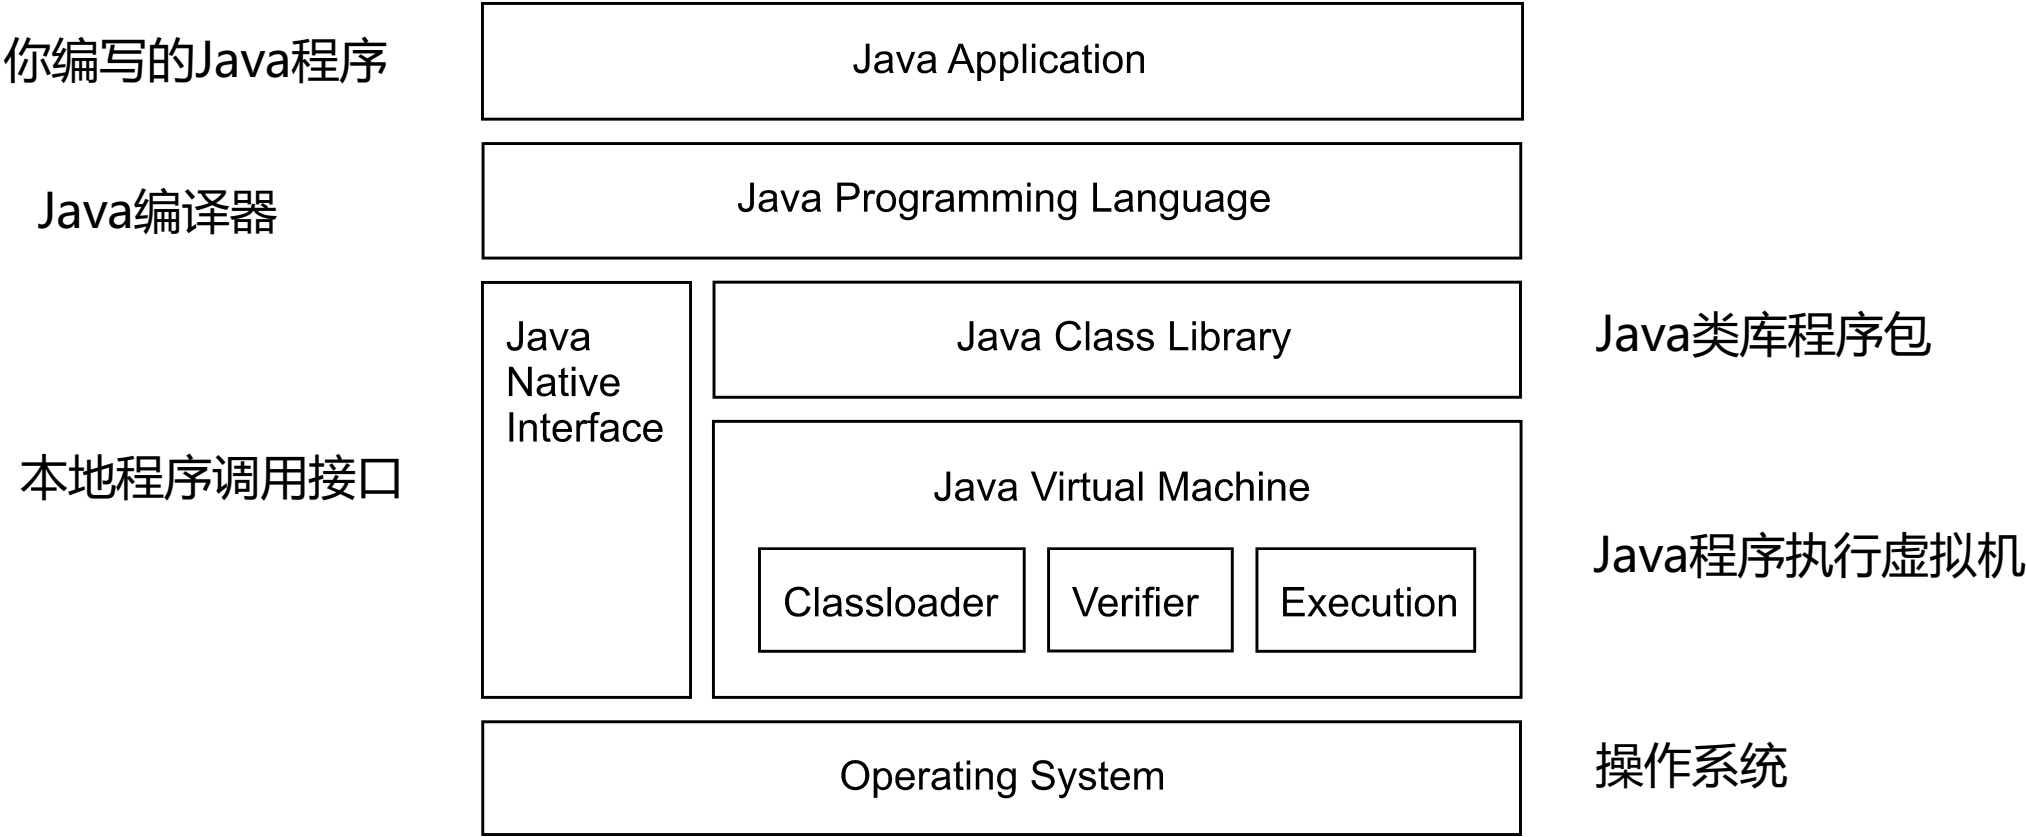 你编写的Java程序
Java Application
Java编译器
Java Programming Language
Java
Native
Interface
本地程序调用接口
Java Class Library
Java类库程序包
Java Virtual Machine
Classloader
Verifier
Execution
Java程序执行虚拟机
Operating System
操作系统